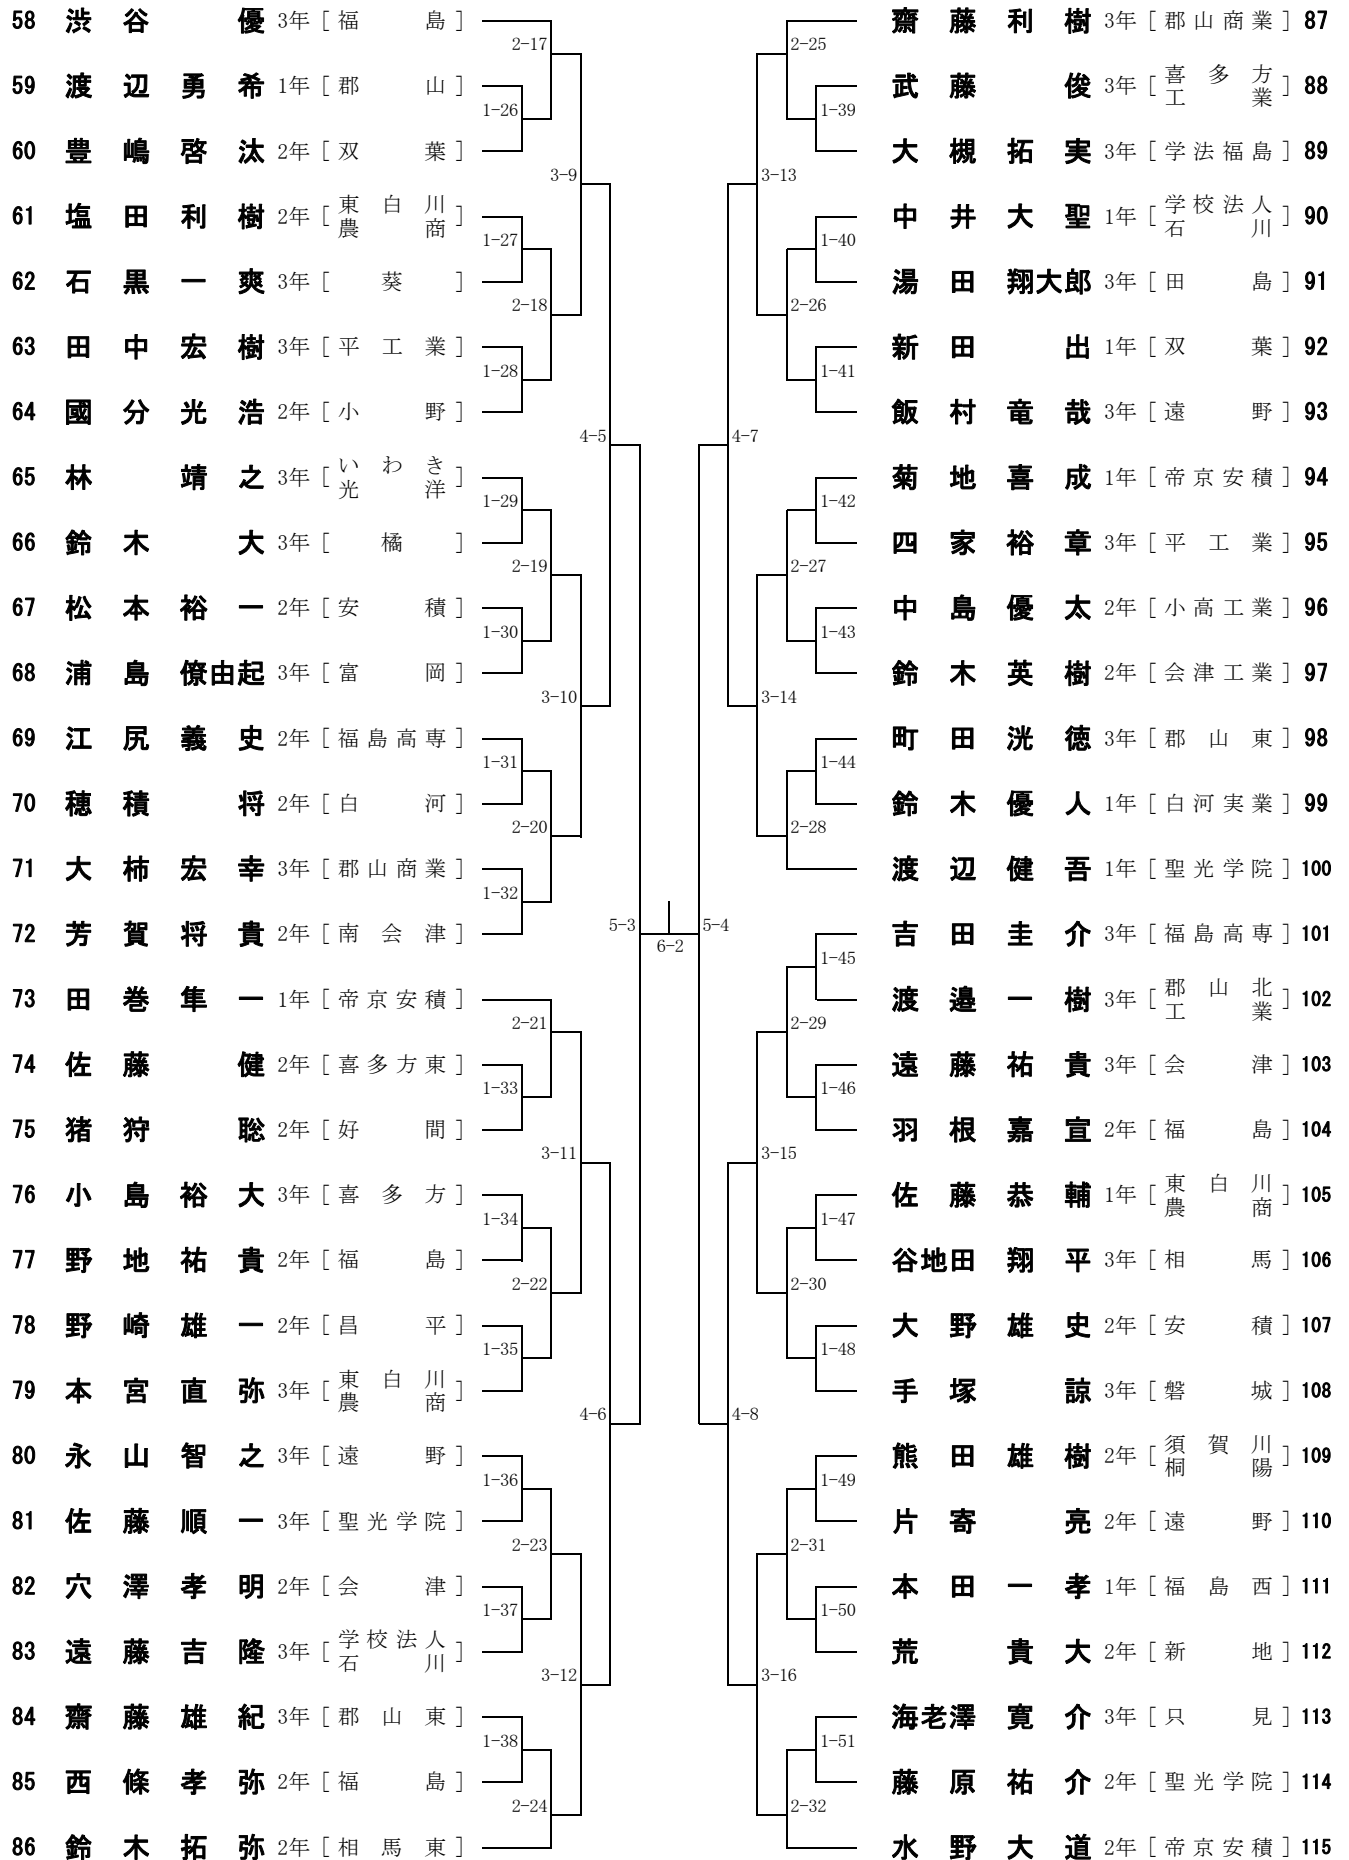 58 渋谷 優 3年 [福島]
2-17
59 渡辺勇希 1年 [郡山]
1-26
60 豊嶋啓汰 2年 [双葉]
3-9
61 塩田利樹 2年 [東白川農商]
1-27
62 石黒一爽 3年 [葵]
2-18
63 田中宏樹 3年 [平工業]
1-28
64 國分光浩 2年 [小野]
4-5
65 林 靖之 3年 [いわき光洋]
1-29
66 鈴木 大 3年 [橘]
2-19
67 松本裕一 2年 [安積]
1-30
68 浦島僚由起 3年 [富岡]
3-10
69 江尻義史 2年 [福島高専]
1-31
70 穂積 将 2年 [白河]
2-20
71 大柿宏幸 3年 [郡山商業]
1-32
72 芳賀将貴 2年 [南会津]
5-3
73 田巻隼一 1年 [帝京安積]
2-21
74 佐藤 健 2年 [喜多方東]
1-33
75 猪狩 聡 2年 [好間]
3-11
76 小島裕大 3年 [喜多方]
1-34
77 野地祐貴 2年 [福島]
2-22
78 野崎雄一 2年 [昌平]
1-35
79 本宮直弥 3年 [東白川農商]
4-6
80 永山智之 3年 [遠野]
1-36
81 佐藤順一 3年 [聖光学院]
2-23
82 穴澤孝明 2年 [会津]
1-37
83 遠藤吉隆 3年 [学校法人石川]
3-12
84 齋藤雄紀 3年 [郡山東]
1-38
85 西條孝弥 2年 [福島]
2-24
86 鈴木拓弥 2年 [相馬東]
6-2
齋藤利樹 3年 [郡山商業] 87
2-25
武藤 俊 3年 [喜多方工業] 88
1-39
大槻拓実 3年 [学法福島] 89
3-13
中井大聖 1年 [学校法人石川] 90
1-40
湯田翔大郎 3年 [田島] 91
2-26
新田 出 1年 [双葉] 92
1-41
飯村竜哉 3年 [遠野] 93
4-7
菊地喜成 1年 [帝京安積] 94
1-42
四家裕章 3年 [平工業] 95
2-27
中島優太 2年 [小高工業] 96
1-43
鈴木英樹 2年 [会津工業] 97
3-14
町田洸徳 3年 [郡山東] 98
1-44
鈴木優人 1年 [白河実業] 99
2-28
渡辺健吾 1年 [聖光学院] 100
5-4
吉田圭介 3年 [福島高専] 101
1-45
渡邉一樹 3年 [郡山北工業] 102
2-29
遠藤祐貴 3年 [会津] 103
1-46
羽根嘉宣 2年 [福島] 104
3-15
佐藤恭輔 1年 [東白川農商] 105
1-47
谷地田翔平 3年 [相馬] 106
2-30
大野雄史 2年 [安積] 107
1-48
手塚 諒 3年 [磐城] 108
4-8
熊田雄樹 2年 [須賀川桐陽] 109
1-49
片寄 亮 2年 [遠野] 110
2-31
本田一孝 1年 [福島西] 111
1-50
荒 貴大 2年 [新地] 112
3-16
海老澤寛介 3年 [只見] 113
1-51
藤原祐介 2年 [聖光学院] 114
2-32
水野大道 2年 [帝京安積] 115